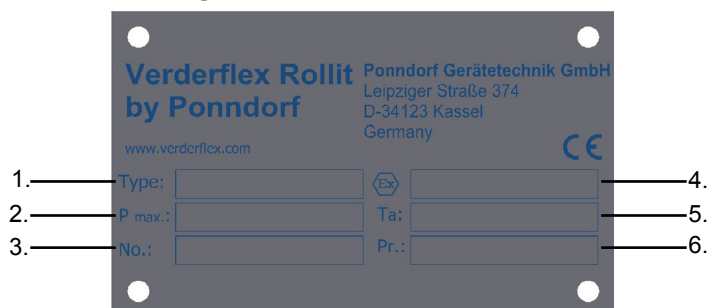 Verderflex Rollit
by Ponndorf
www.verderflex.com
Ponndorf Gerätetechnik GmbH
Leipziger Straße 374
D-34123 Kassel
Germany
CE
1. Type:
2. P max.:
3. No.:
Ex 4.
Ta: 5.
Pr.: 6.